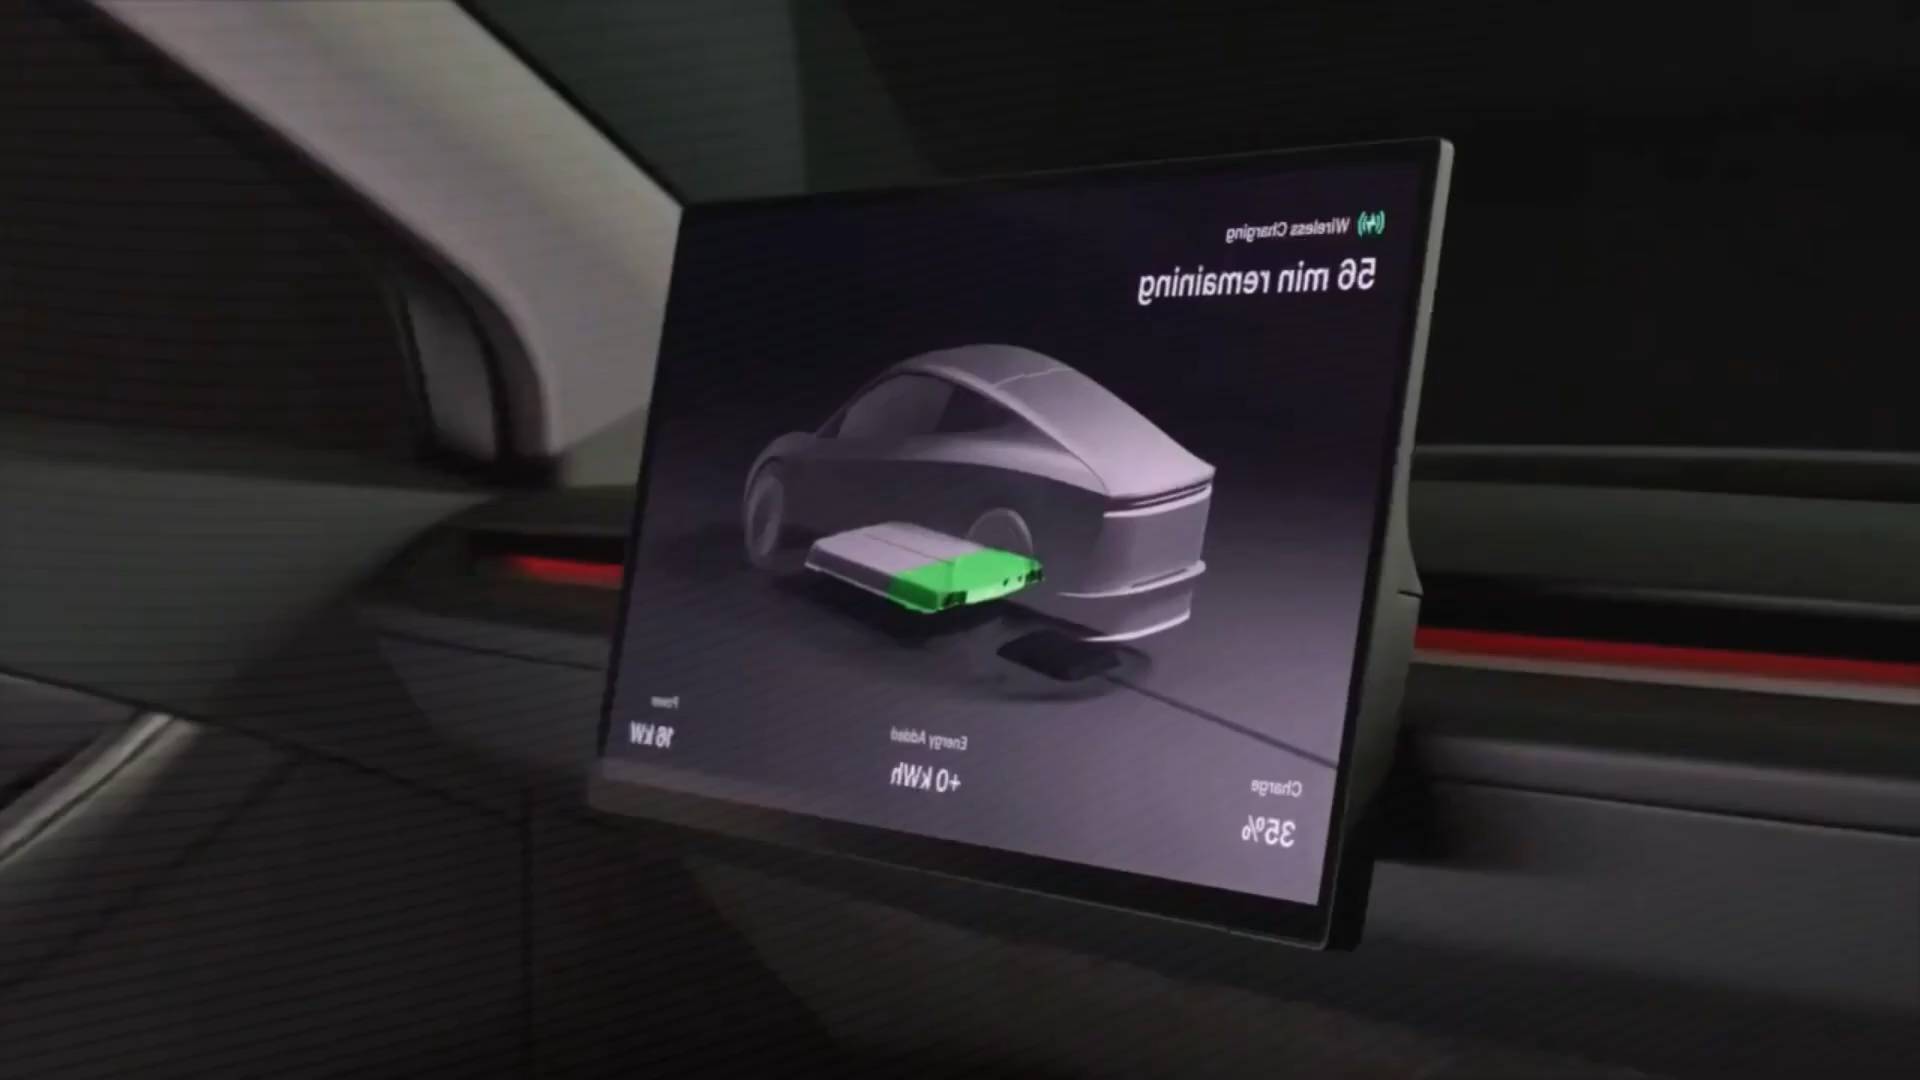 Wireless Charging
56 min remaining
Charge
35%
Energy Added
+0 kWh
Power
16 kW